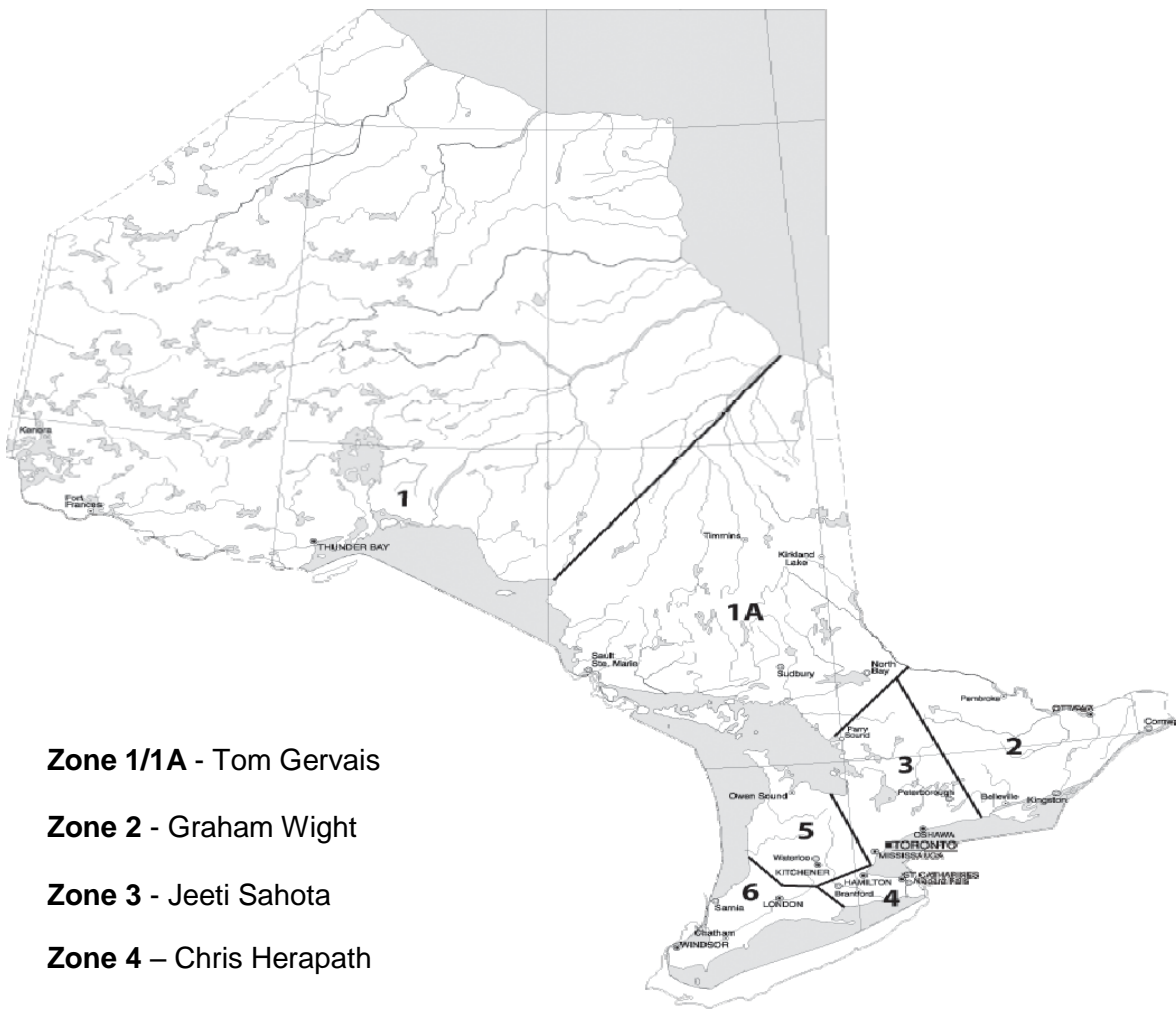 Kenora
Fort
Frances
1
THUNDER BAY
Timmins
Kirkland
Lake
1A
Sault
Ste. Marie
Sudbury
North
Bay
Pembroke
OTTAWA
Parry
Sound
2
3
Peterborough
Belleville
Kingston
Owen Sound
5
OSHAWA
TORONTO
MISSISSAUGA
Waterloo
KITCHENER
HAMILTON
ST. CATHARINES
Niagara Falls
Brantford
4
6
Sarnia
LONDON
Chatham
WINDSOR
Zone 1/1A - Tom Gervais
Zone 2 - Graham Wight
Zone 3 - Jeeti Sahota
Zone 4 – Chris Herapath